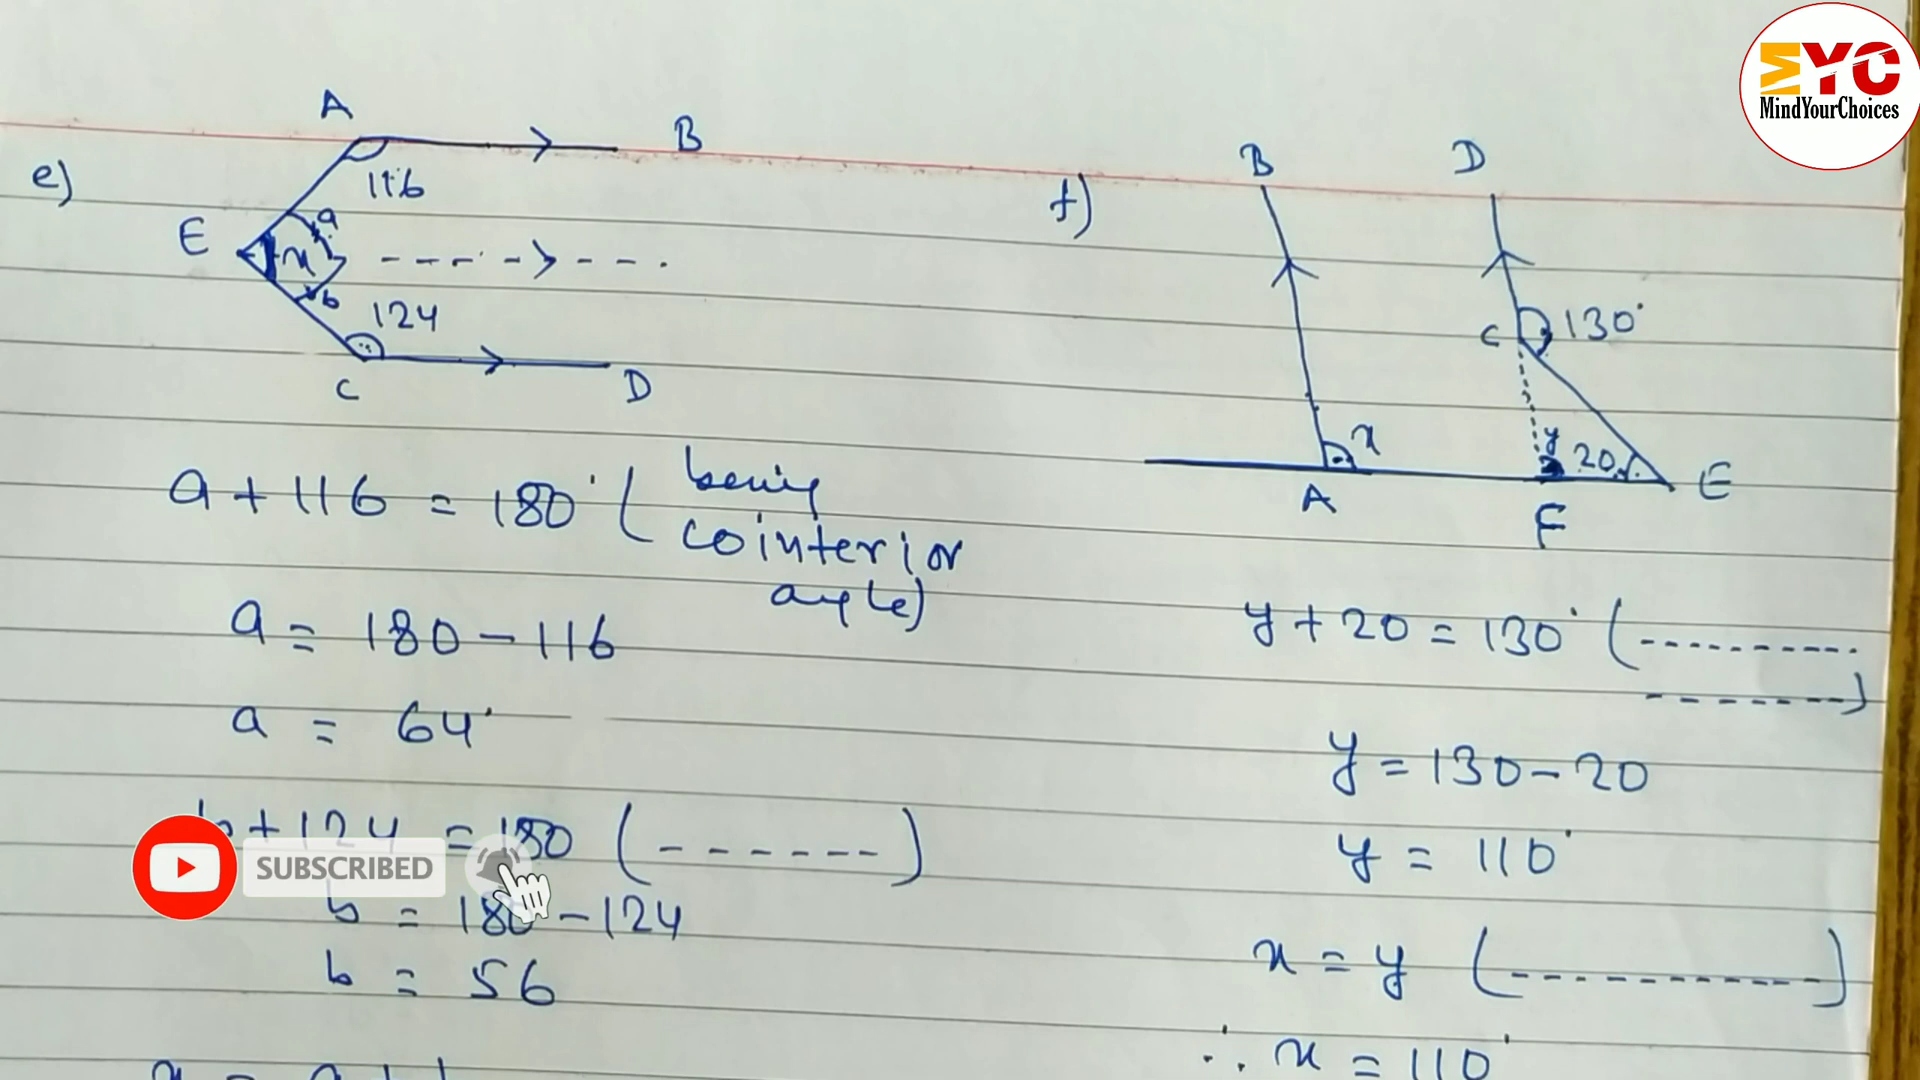 MYC
MindYourChoices
e)
A
B
116
E
a
x
b
124
C
D
a + 116 = 180° ( being
cointerior
angle)
a = 180 - 116
a = 64°
b + 124 = 180 ( - - - - - - )
b = 180 - 124
b = 56
SUBSCRIBED
f)
B
D
C
130°
x
y
20
A
F
E
y + 20 = 130° ( - - - - - - - - - -
- - - - - - - )
y = 130 - 20
y = 110°
x = y ( - - - - - - - - - - - )
∴ x = 110°